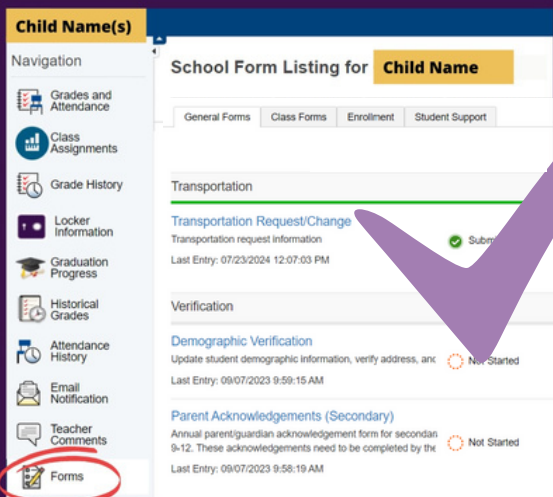 Child Name(s)
Navigation
Grades and
Attendance
Class
Assignments
Grade History
Locker
Information
Graduation
Progress
Historical
Grades
Attendance
History
Email
Notification
Teacher
Comments
Forms
School Form Listing for Child Name
General Forms Class Forms Enrollment Student Support
Transportation
Transportation Request/Change
Transportation request information
Last Entry: 07/23/2024 12:07:03 PM
Verification
Demographic Verification
Update student demographic information, verify address, and
Not Started
Last Entry: 09/07/2023 9:59:15 AM
Parent Acknowledgements (Secondary)
Annual parent/guardian acknowledgement form for secondar
9-12. These acknowledgements need to be completed by the
Not Started
Last Entry: 09/07/2023 9:58:19 AM